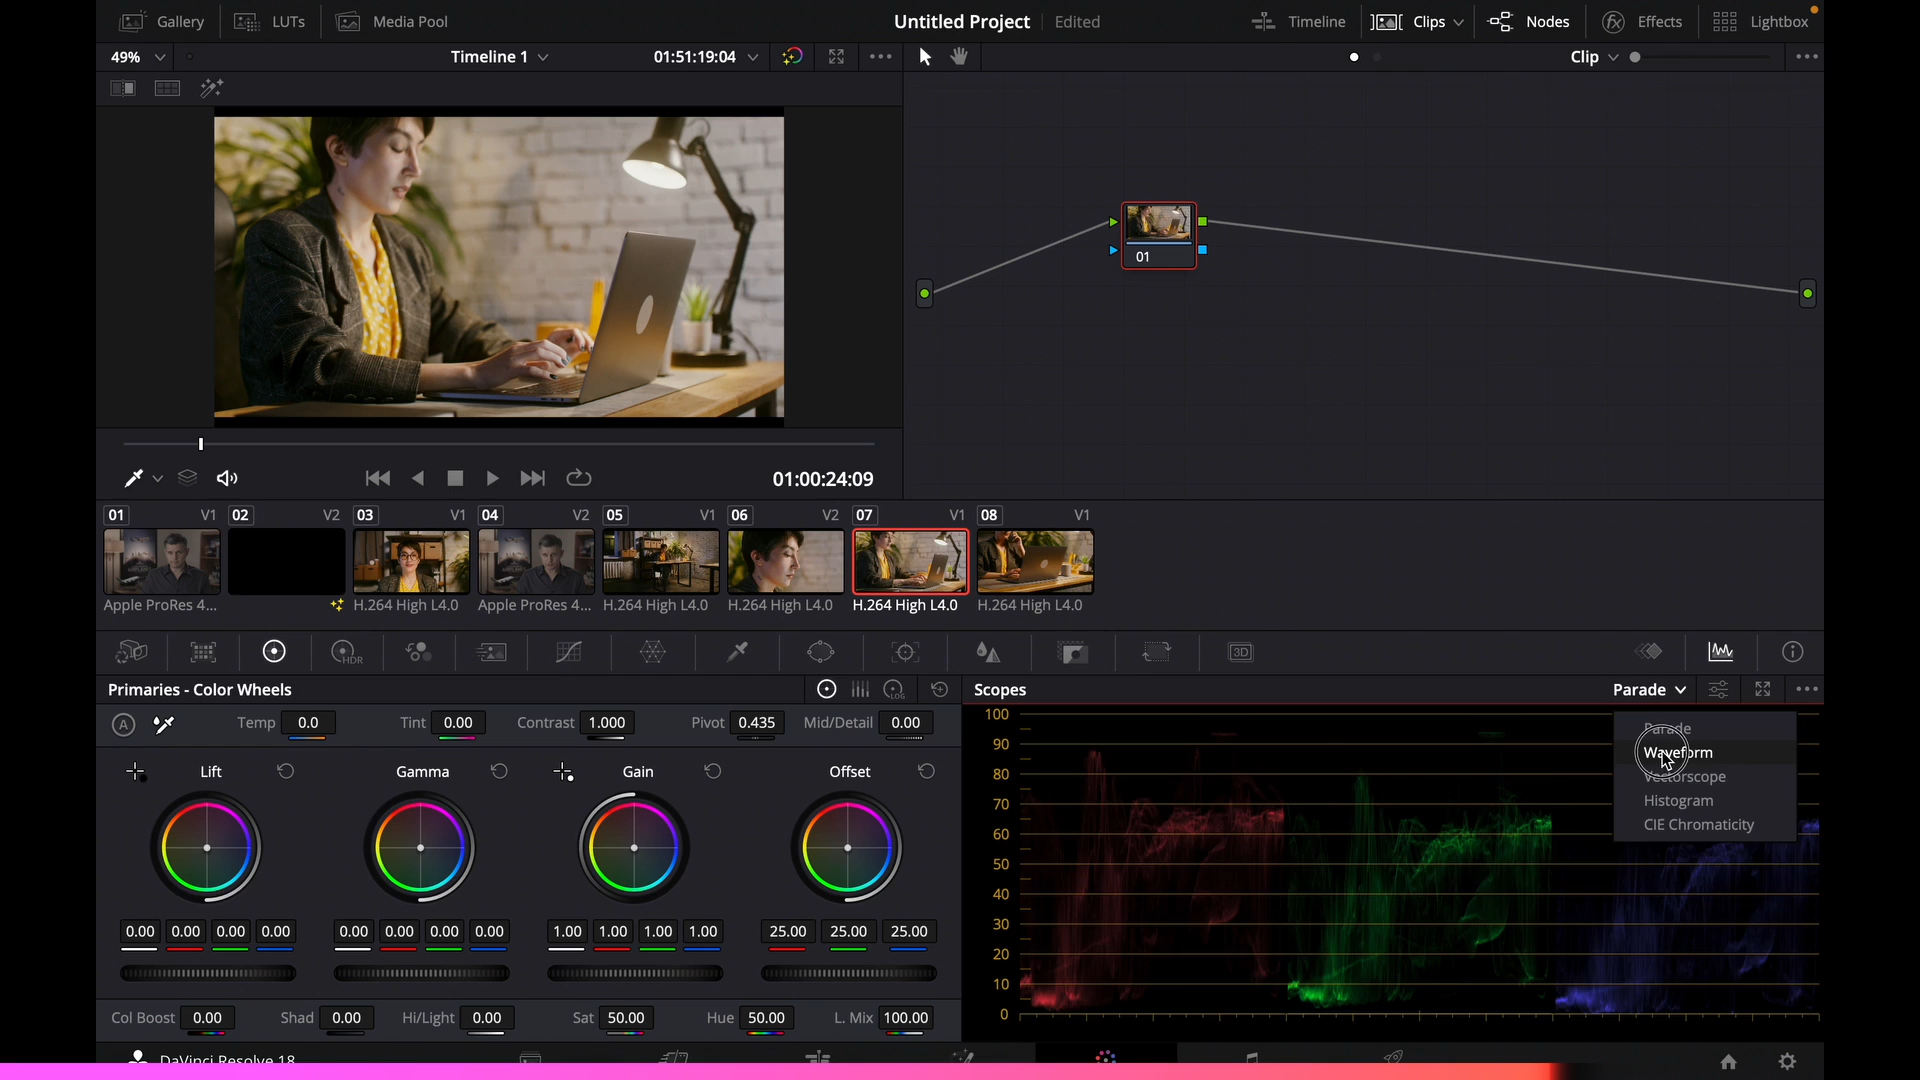 Gallery LUTs Media Pool Untitled Project Edited Timeline Clips Nodes Effects Lightbox
49% Timeline 1 01:51:19:04 Clip
01
01:00:24:09
01 V1 02 V2 03 V1 04 V2 05 V1 06 V2 07 V1 08 V1
Apple ProRes 4... H.264 High L4.0 Apple ProRes 4... H.264 High L4.0 H.264 High L4.0 H.264 High L4.0 H.264 High L4.0
HDR 3D
Primaries - Color Wheels LOG Scopes Parade
A Temp 0.0 Tint 0.00 Contrast 1.000 Pivot 0.435 Mid/Detail 0.00
Lift Gamma Gain Offset
0.00 0.00 0.00 0.00 0.00 0.00 0.00 0.00 1.00 1.00 1.00 1.00 25.00 25.00 25.00
Col Boost 0.00 Shad 0.00 Hi/Light 0.00 Sat 50.00 Hue 50.00 L. Mix 100.00
100
90
80
70
60
50
40
30
20
10
0
Parade
Waveform
Vectorscope
Histogram
CIE Chromaticity
DaVinci Resolve 18